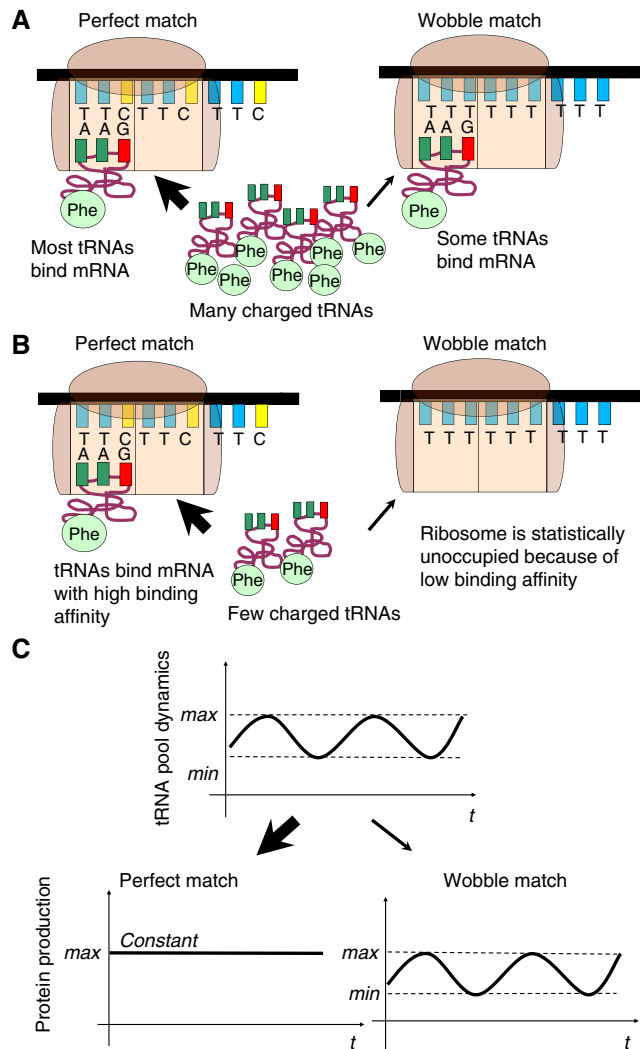 A
Perfect match
Wobble match
T T C T T C T T C
A A G
T T T T T T T T T
A A G
Phe
Phe
Phe Phe Phe Phe Phe Phe
Most tRNAs
bind mRNA
Some tRNAs
bind mRNA
Many charged tRNAs
B
Perfect match
Wobble match
T T C T T C T T C
A A G
T T T T T T T T T
Phe
Phe Phe
tRNAs bind mRNA
with high binding
affinity
Few charged tRNAs
Ribosome is statistically
unoccupied because of
low binding affinity
C
tRNA pool dynamics
max
min
t
Perfect match
Wobble match
Protein production
max
Constant
t
max
min
t